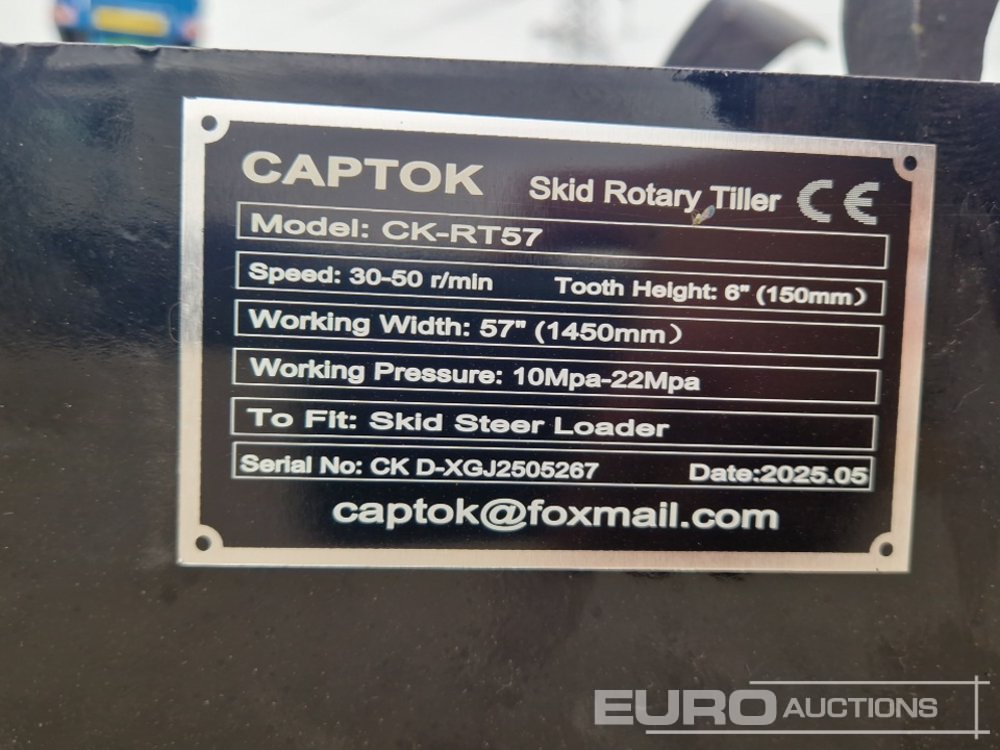 CAPTOK Skid Rotary Tiller CE
Model: CK-RT57
Speed: 30-50 r/min Tooth Height: 6" (150mm）
Working Width: 57" (1450mm）
Working Pressure: 10Mpa-22Mpa
To Fit: Skid Steer Loader
Serial No: CK D-XGJ2505267 Date:2025.05
captok@foxmail.com
EURO AUCTIONS